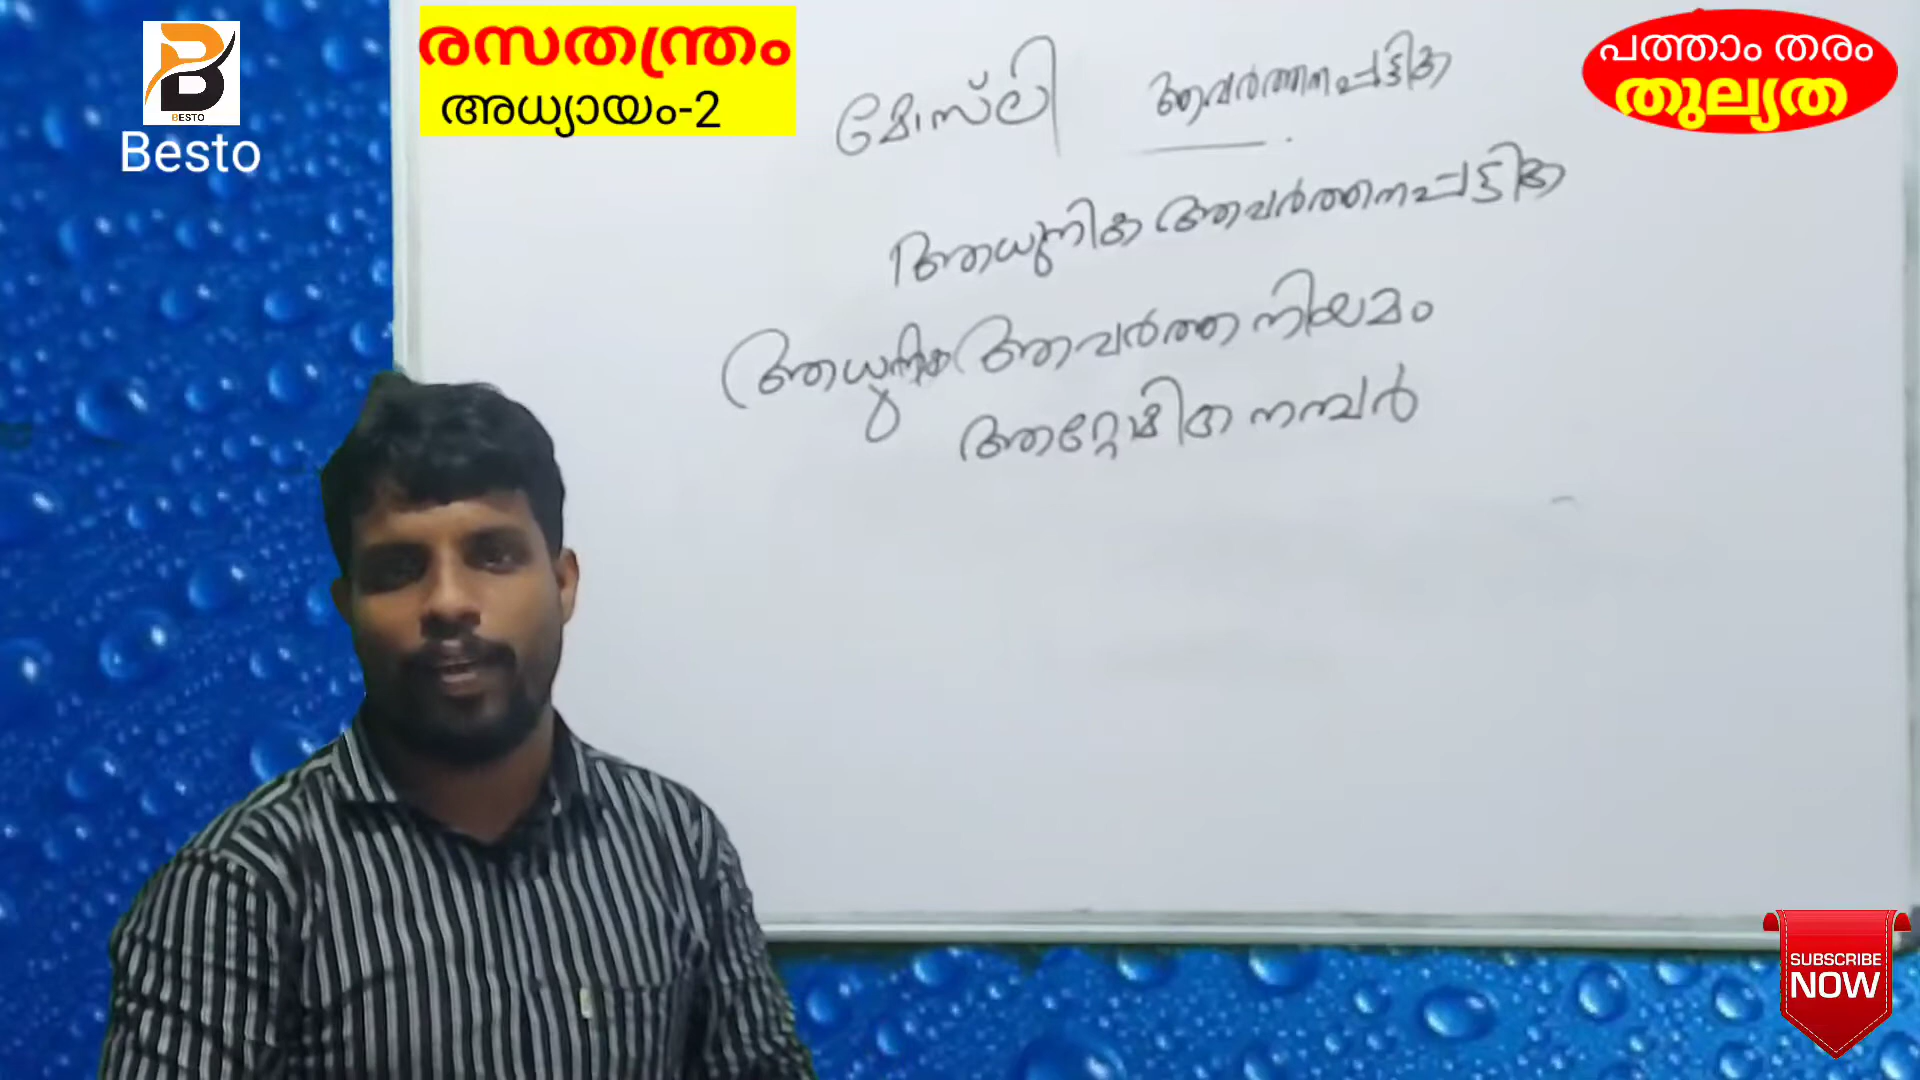 BESTO
Besto
രസതന്ത്രം
അധ്യായം-2
പത്താം തരം
തുല്യത
മോസ്‌ലി ആവർത്തനപ്പട്ടിക
ആധുനിക ആവർത്തനപ്പട്ടിക
ആധുനിക ആവർത്ത നിയമം
അറ്റോമിക നമ്പർ
SUBSCRIBE
NOW